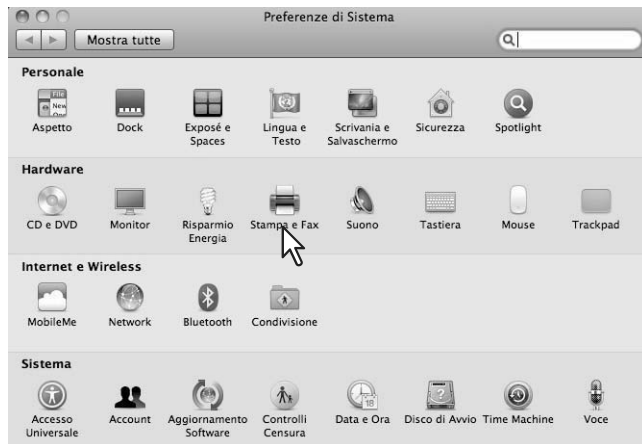 Preferenze di Sistema
Mostra tutte
Personale
Aspetto Dock Exposé e Spaces Lingua e Testo Scrivania e Salvaschermo Sicurezza Spotlight
Hardware
CD e DVD Monitor Risparmio Energia Stampa e Fax Suono Tastiera Mouse Trackpad
Internet e Wireless
MobileMe Network Bluetooth Condivisione
Sistema
Accesso Universale Account Aggiornamento Software Controlli Censura Data e Ora Disco di Avvio Time Machine Voce